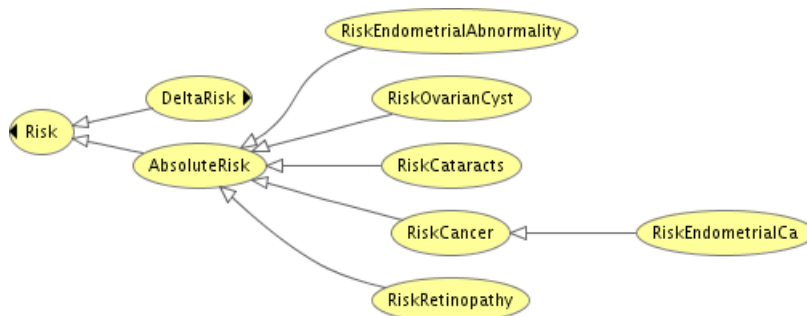 RiskEndometrialAbnormality
DeltaRisk
RiskOvarianCyst
Risk
AbsoluteRisk
RiskCataracts
RiskCancer
RiskEndometrialCa
RiskRetinopathy